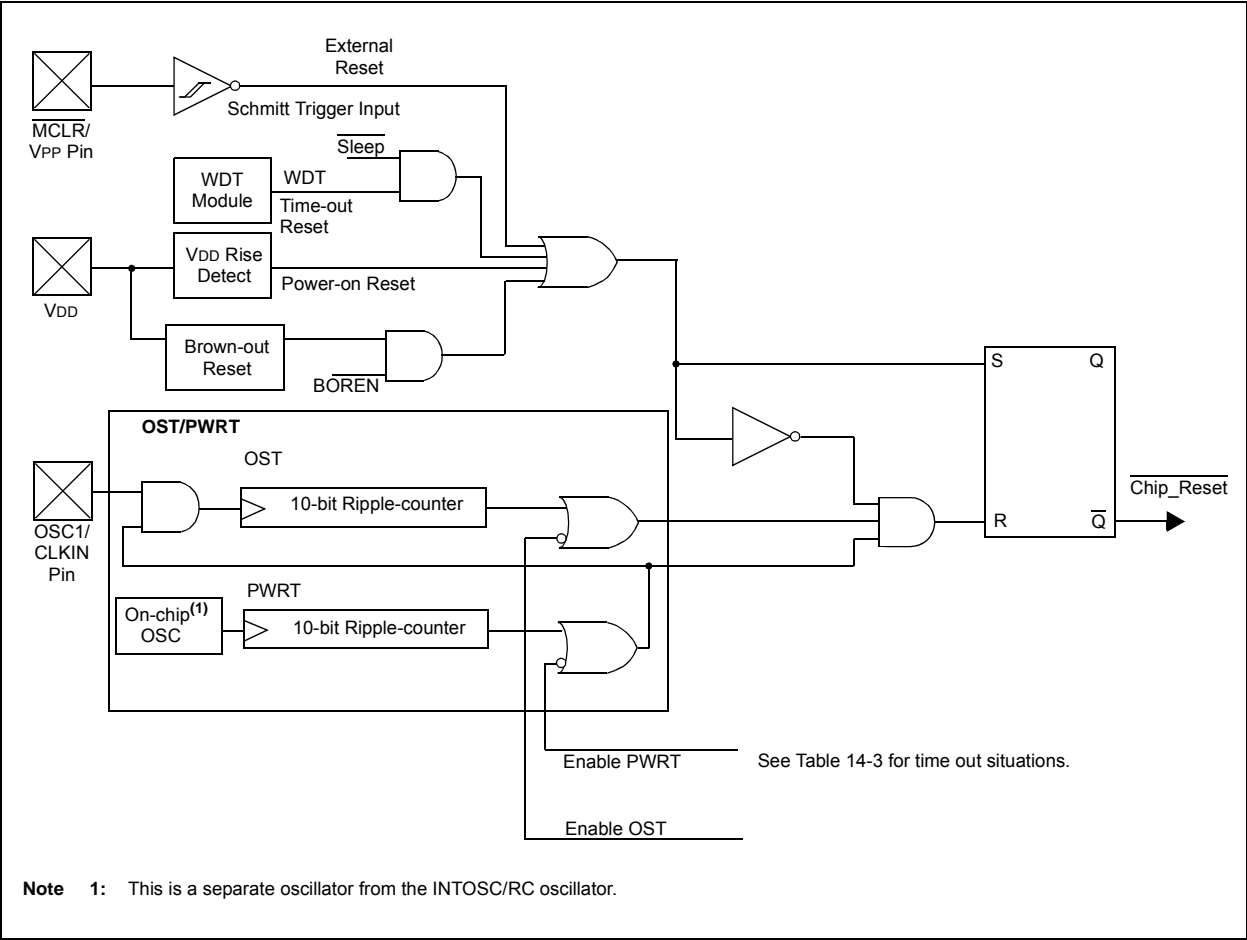 External
Reset
Schmitt Trigger Input
MCLR/
VPP Pin
Sleep
WDT
Module
WDT
Time-out
Reset
VDD Rise
Detect
Power-on Reset
VDD
Brown-out
Reset
BOREN
S
Q
OST/PWRT
OST
10-bit Ripple-counter
OSC1/
CLKIN
Pin
Chip_Reset
R
Q
PWRT
On-chip(1)
OSC
10-bit Ripple-counter
Enable PWRT
See Table 14-3 for time out situations.
Enable OST
Note 1: This is a separate oscillator from the INTOSC/RC oscillator.